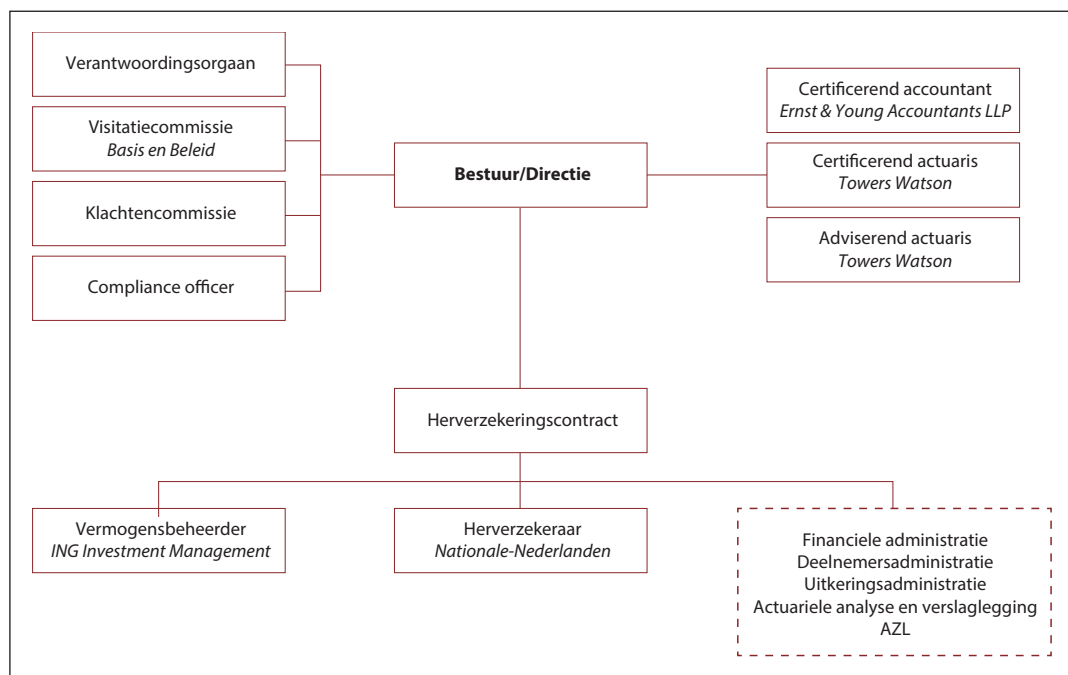 Verantwoordingsorgaan
Visitatiecommissie
Basis en Beleid
Klachtencommissie
Compliance officer
Bestuur/Directie
Certificerend accountant
Ernst & Young Accountants LLP
Certificerend actuaris
Towers Watson
Adviserend actuaris
Towers Watson
Herverzekeringscontract
Vermogensbeheerder
ING Investment Management
Herverzekeraar
Nationale-Nederlanden
Financiele administratie
Deelnemersadministratie
Uitkeringsadministratie
Actuariele analyse en verslaglegging
AZL